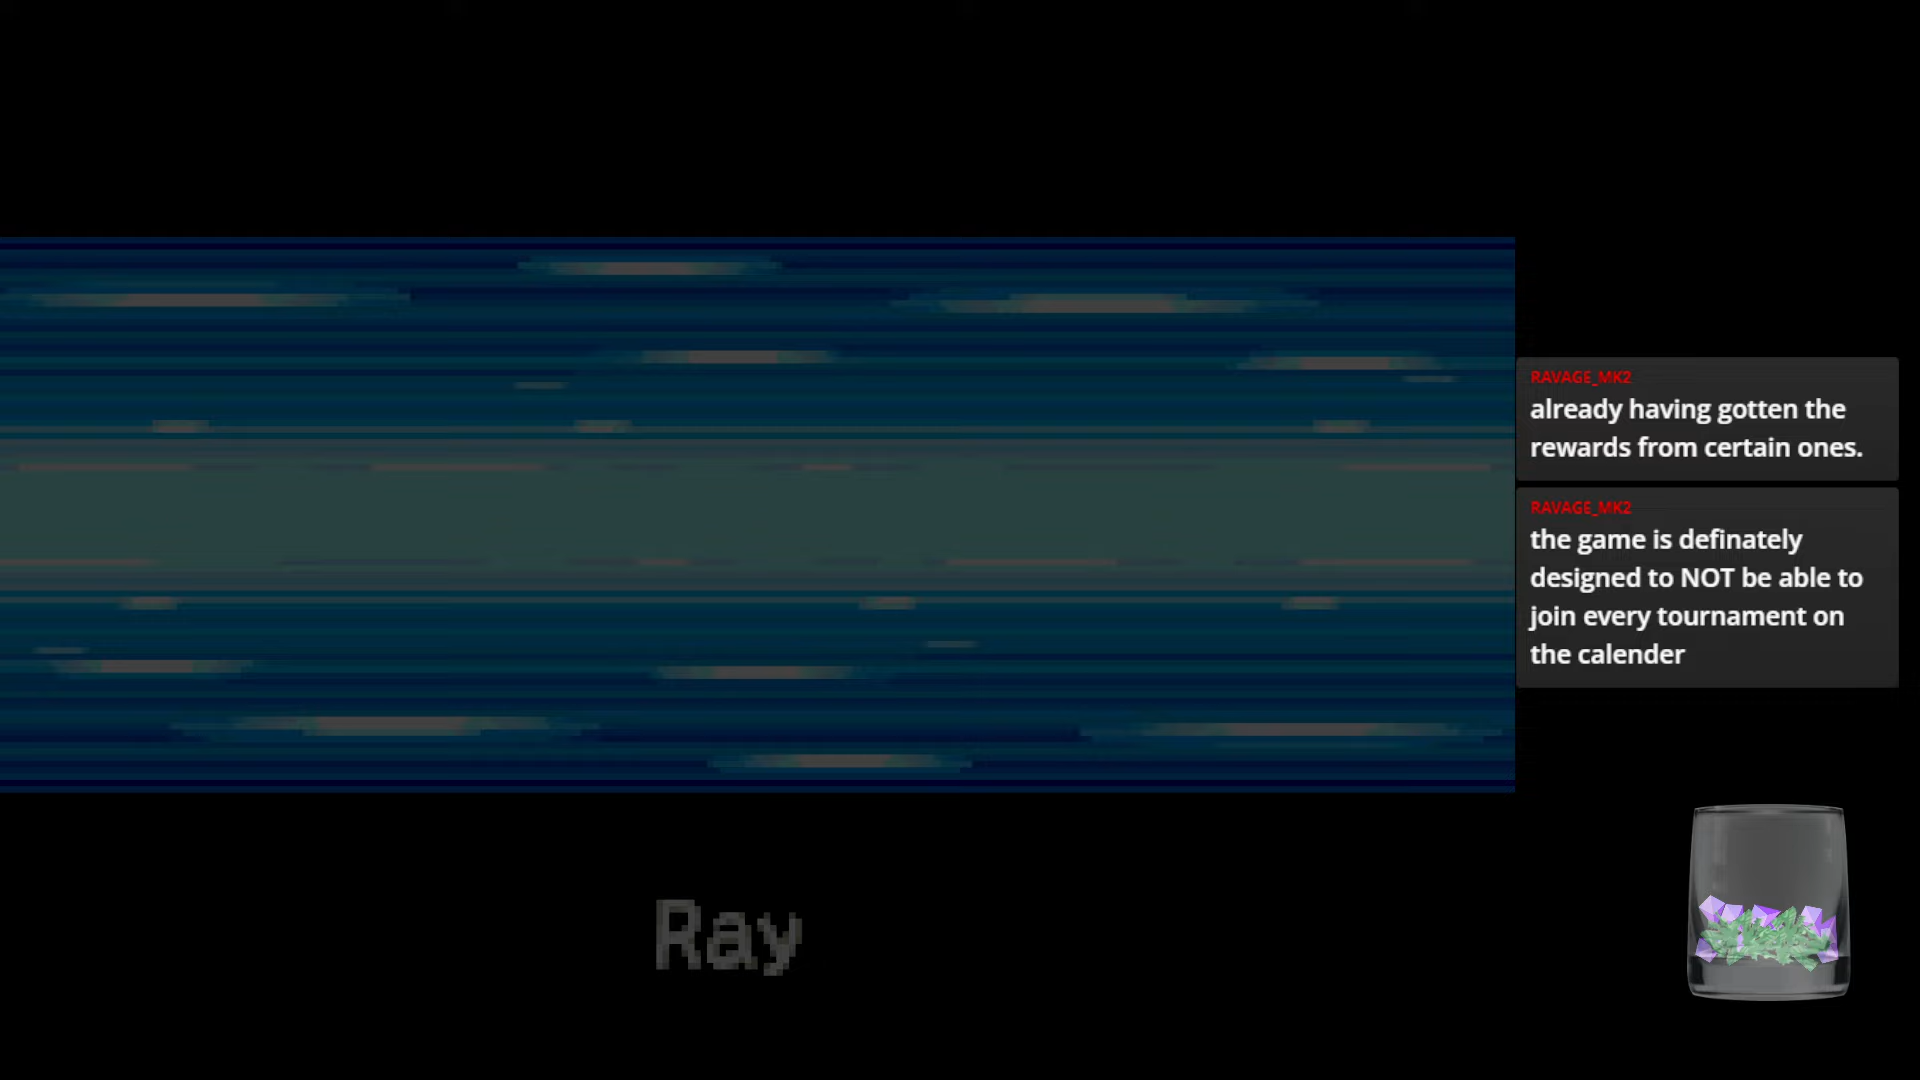 RAVAGE_MK2
already having gotten the
rewards from certain ones.
RAVAGE_MK2
the game is definately
designed to NOT be able to
join every tournament on
the calender
Ray